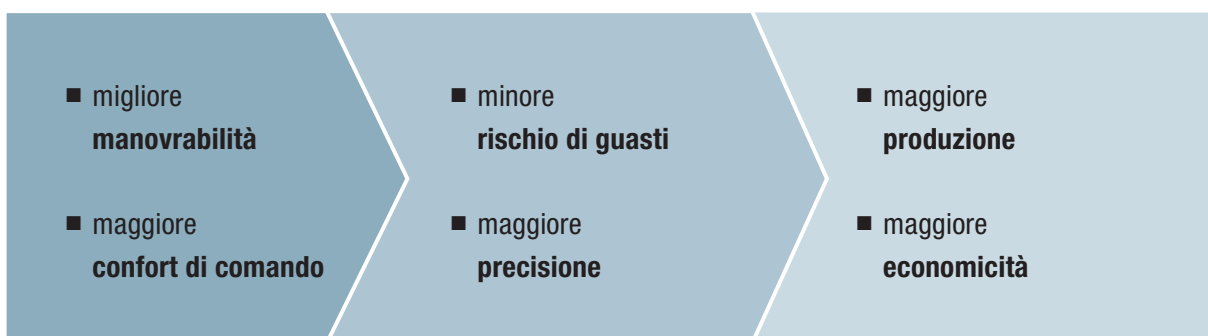 ■ migliore
manovrabilità
■ maggiore
confort di comando
■ minore
rischio di guasti
■ maggiore
precisione
■ maggiore
produzione
■ maggiore
economicità